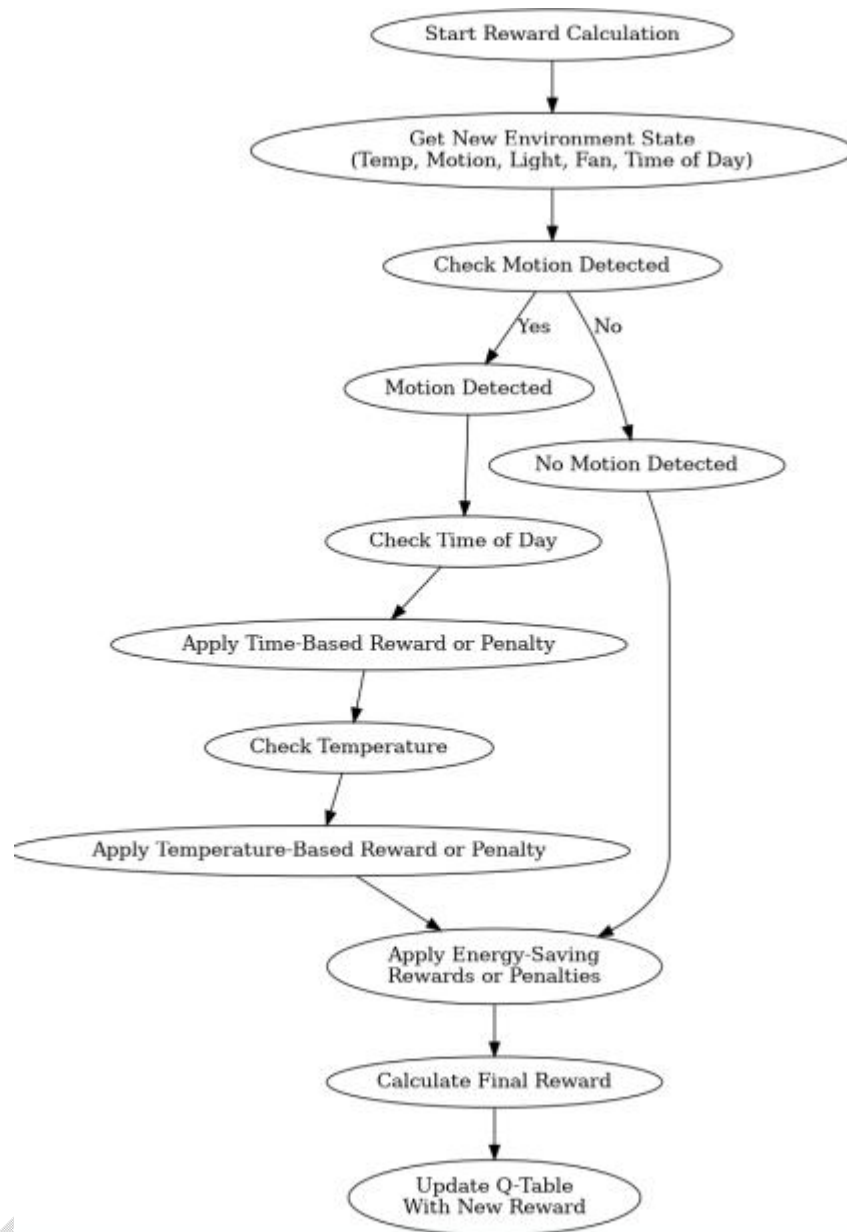 Start Reward Calculation
Get New Environment State
(Temp, Motion, Light, Fan, Time of Day)
Check Motion Detected
Yes
No
Motion Detected
No Motion Detected
Check Time of Day
Apply Time-Based Reward or Penalty
Check Temperature
Apply Temperature-Based Reward or Penalty
Apply Energy-Saving
Rewards or Penalties
Calculate Final Reward
Update Q-Table
With New Reward